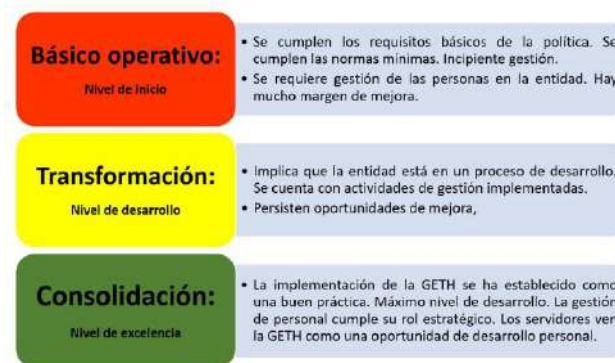 Básico operativo:
Nivel de inicio
• Se cumplen los requisitos básicos de la política. Se
cumplen las normas mínimas. Incipiente gestión.
• Se requiere gestión de las personas en la entidad. Hay
mucho margen de mejora.
Transformación:
Nivel de desarrollo
• Implica que la entidad está en un proceso de desarrollo.
Se cuenta con actividades de gestión implementadas.
• Persisten oportunidades de mejora,
Consolidación:
Nivel de excelencia
• La implementación de la GETH se ha establecido como
una buen práctica. Máximo nivel de desarrollo. La gestión
de personal cumple su rol estratégico. Los servidores ven
la GETH como una oportunidad de desarrollo personal.